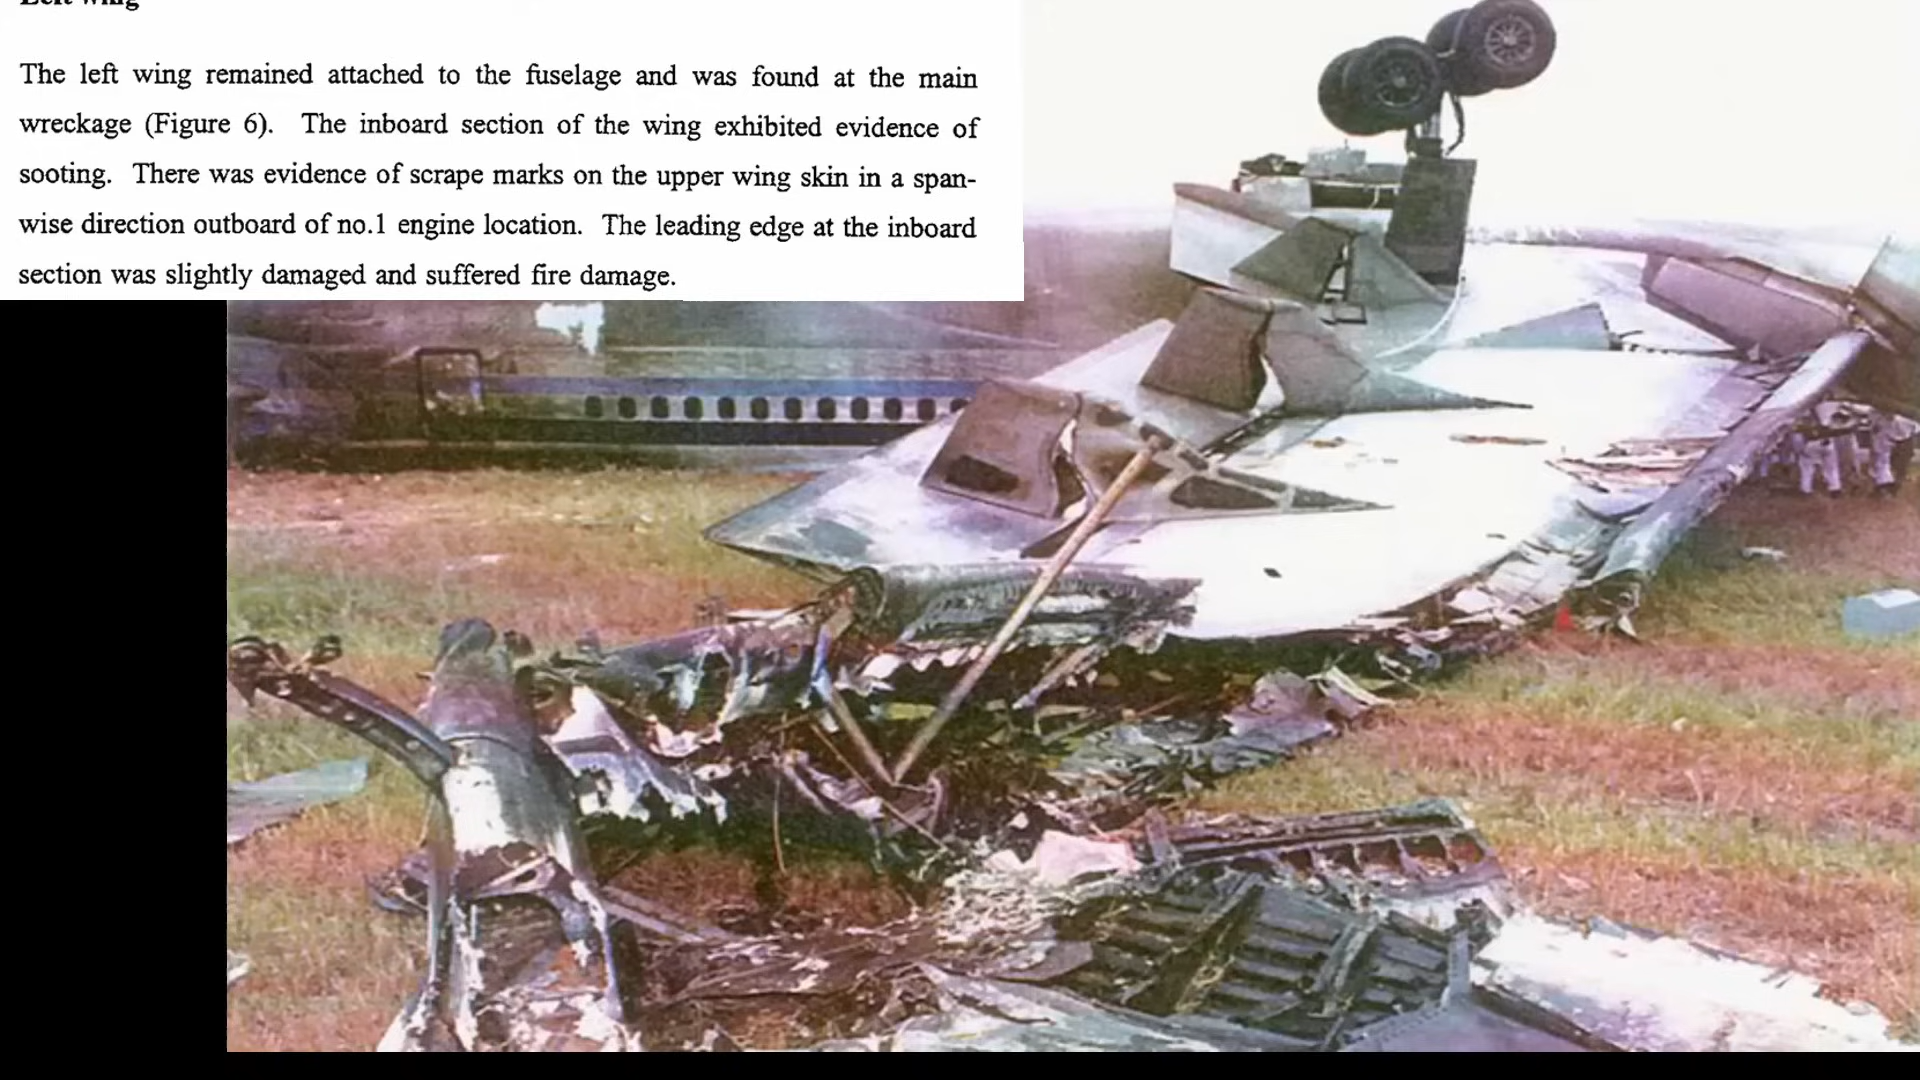 Left wing
The left wing remained attached to the fuselage and was found at the main
wreckage (Figure 6). The inboard section of the wing exhibited evidence of
sooting. There was evidence of scrape marks on the upper wing skin in a span-
wise direction outboard of no.1 engine location. The leading edge at the inboard
section was slightly damaged and suffered fire damage.